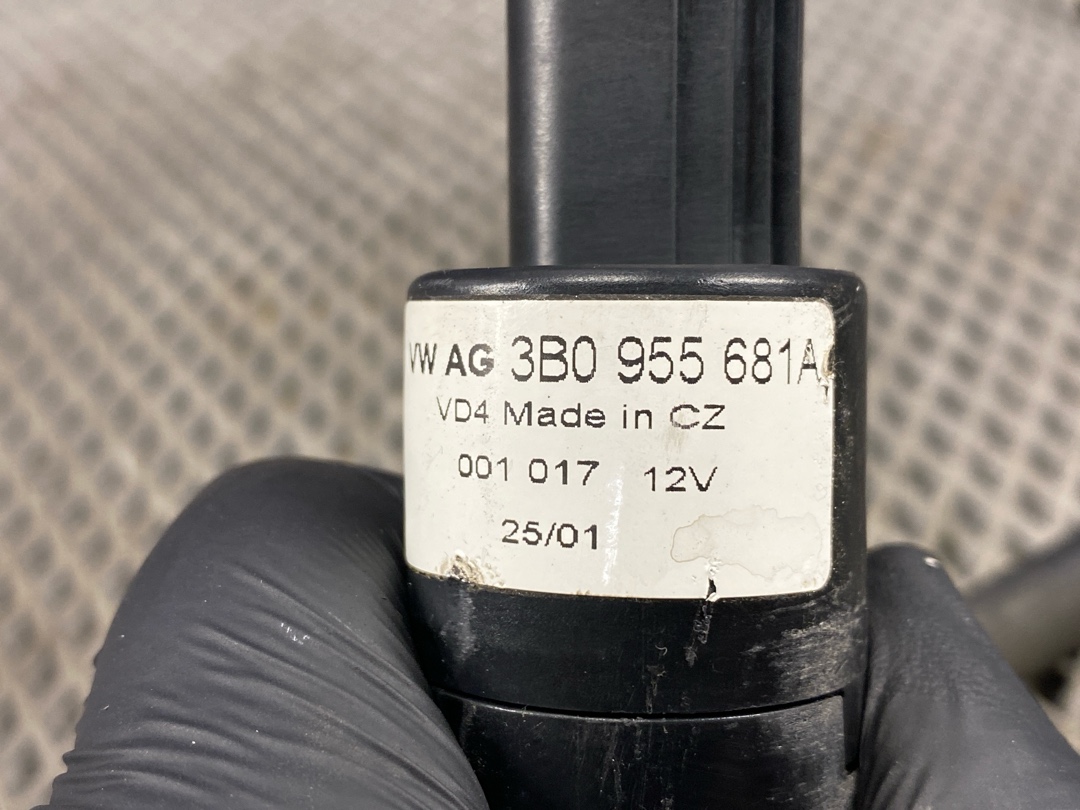 VW AG 3B0 955 681A
VD4 Made in CZ
001 017 12V
25/01